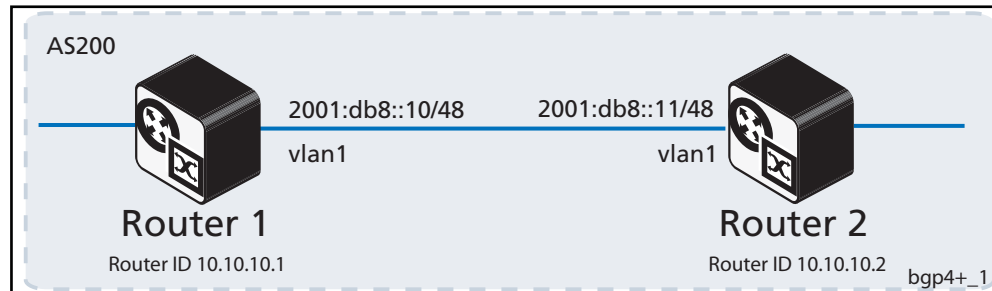 AS200
2001:db8::10/48
2001:db8::11/48
vlan1
vlan1
Router 1
Router 2
Router ID 10.10.10.1
Router ID 10.10.10.2
bgp4+_1